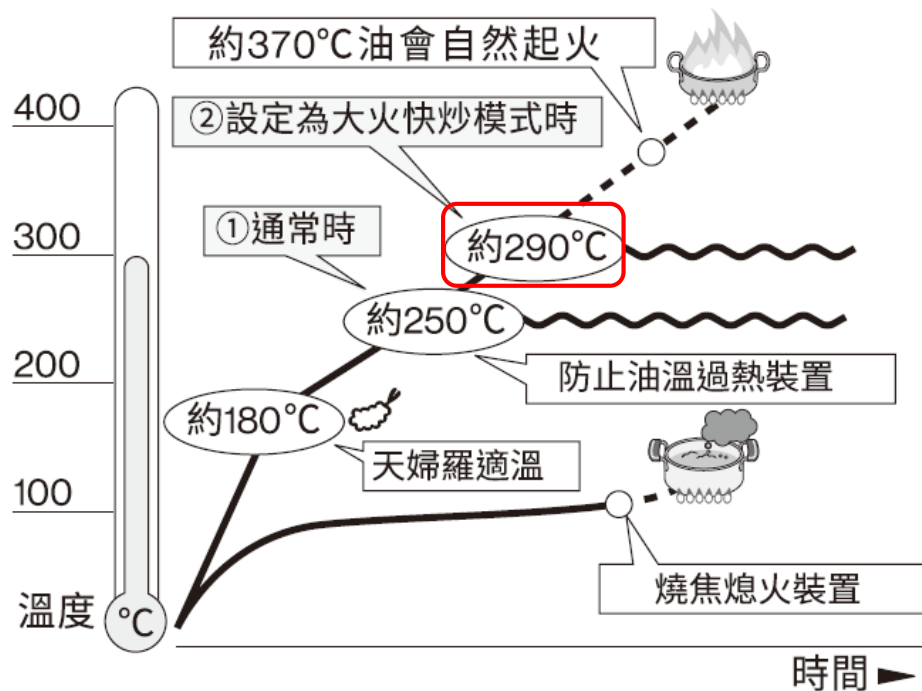 約370℃油會自然起火
400
②設定為大火快炒模式時
300
①通常時
約290℃
約250℃
200
防止油溫過熱裝置
約180℃
天婦羅適溫
100
燒焦熄火裝置
溫度
℃
時間